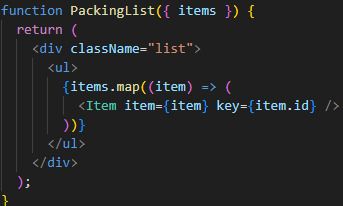 function PackingList({ items }) {
  return (
    <div className="list">
      <ul>
        {items.map((item) => (
          <Item item={item} key={item.id} />
        ))}
      </ul>
    </div>
  );
}